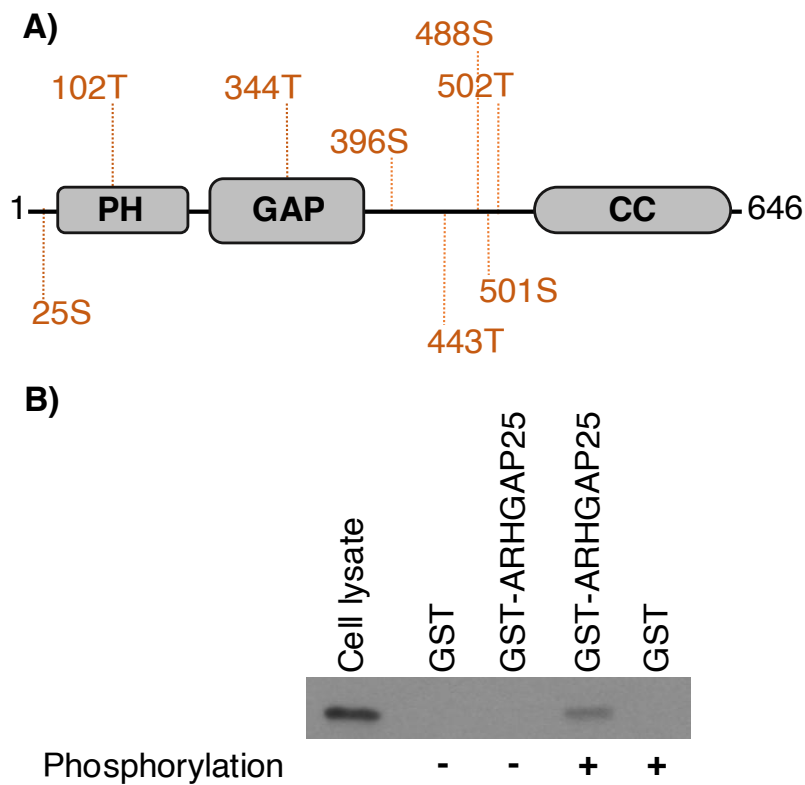 A)
488S
102T 344T 502T
396S
1 PH GAP CC 646
25S 501S
443T
B)
Cell lysate
GST
GST-ARHGAP25
GST-ARHGAP25
GST
Phosphorylation - - + +